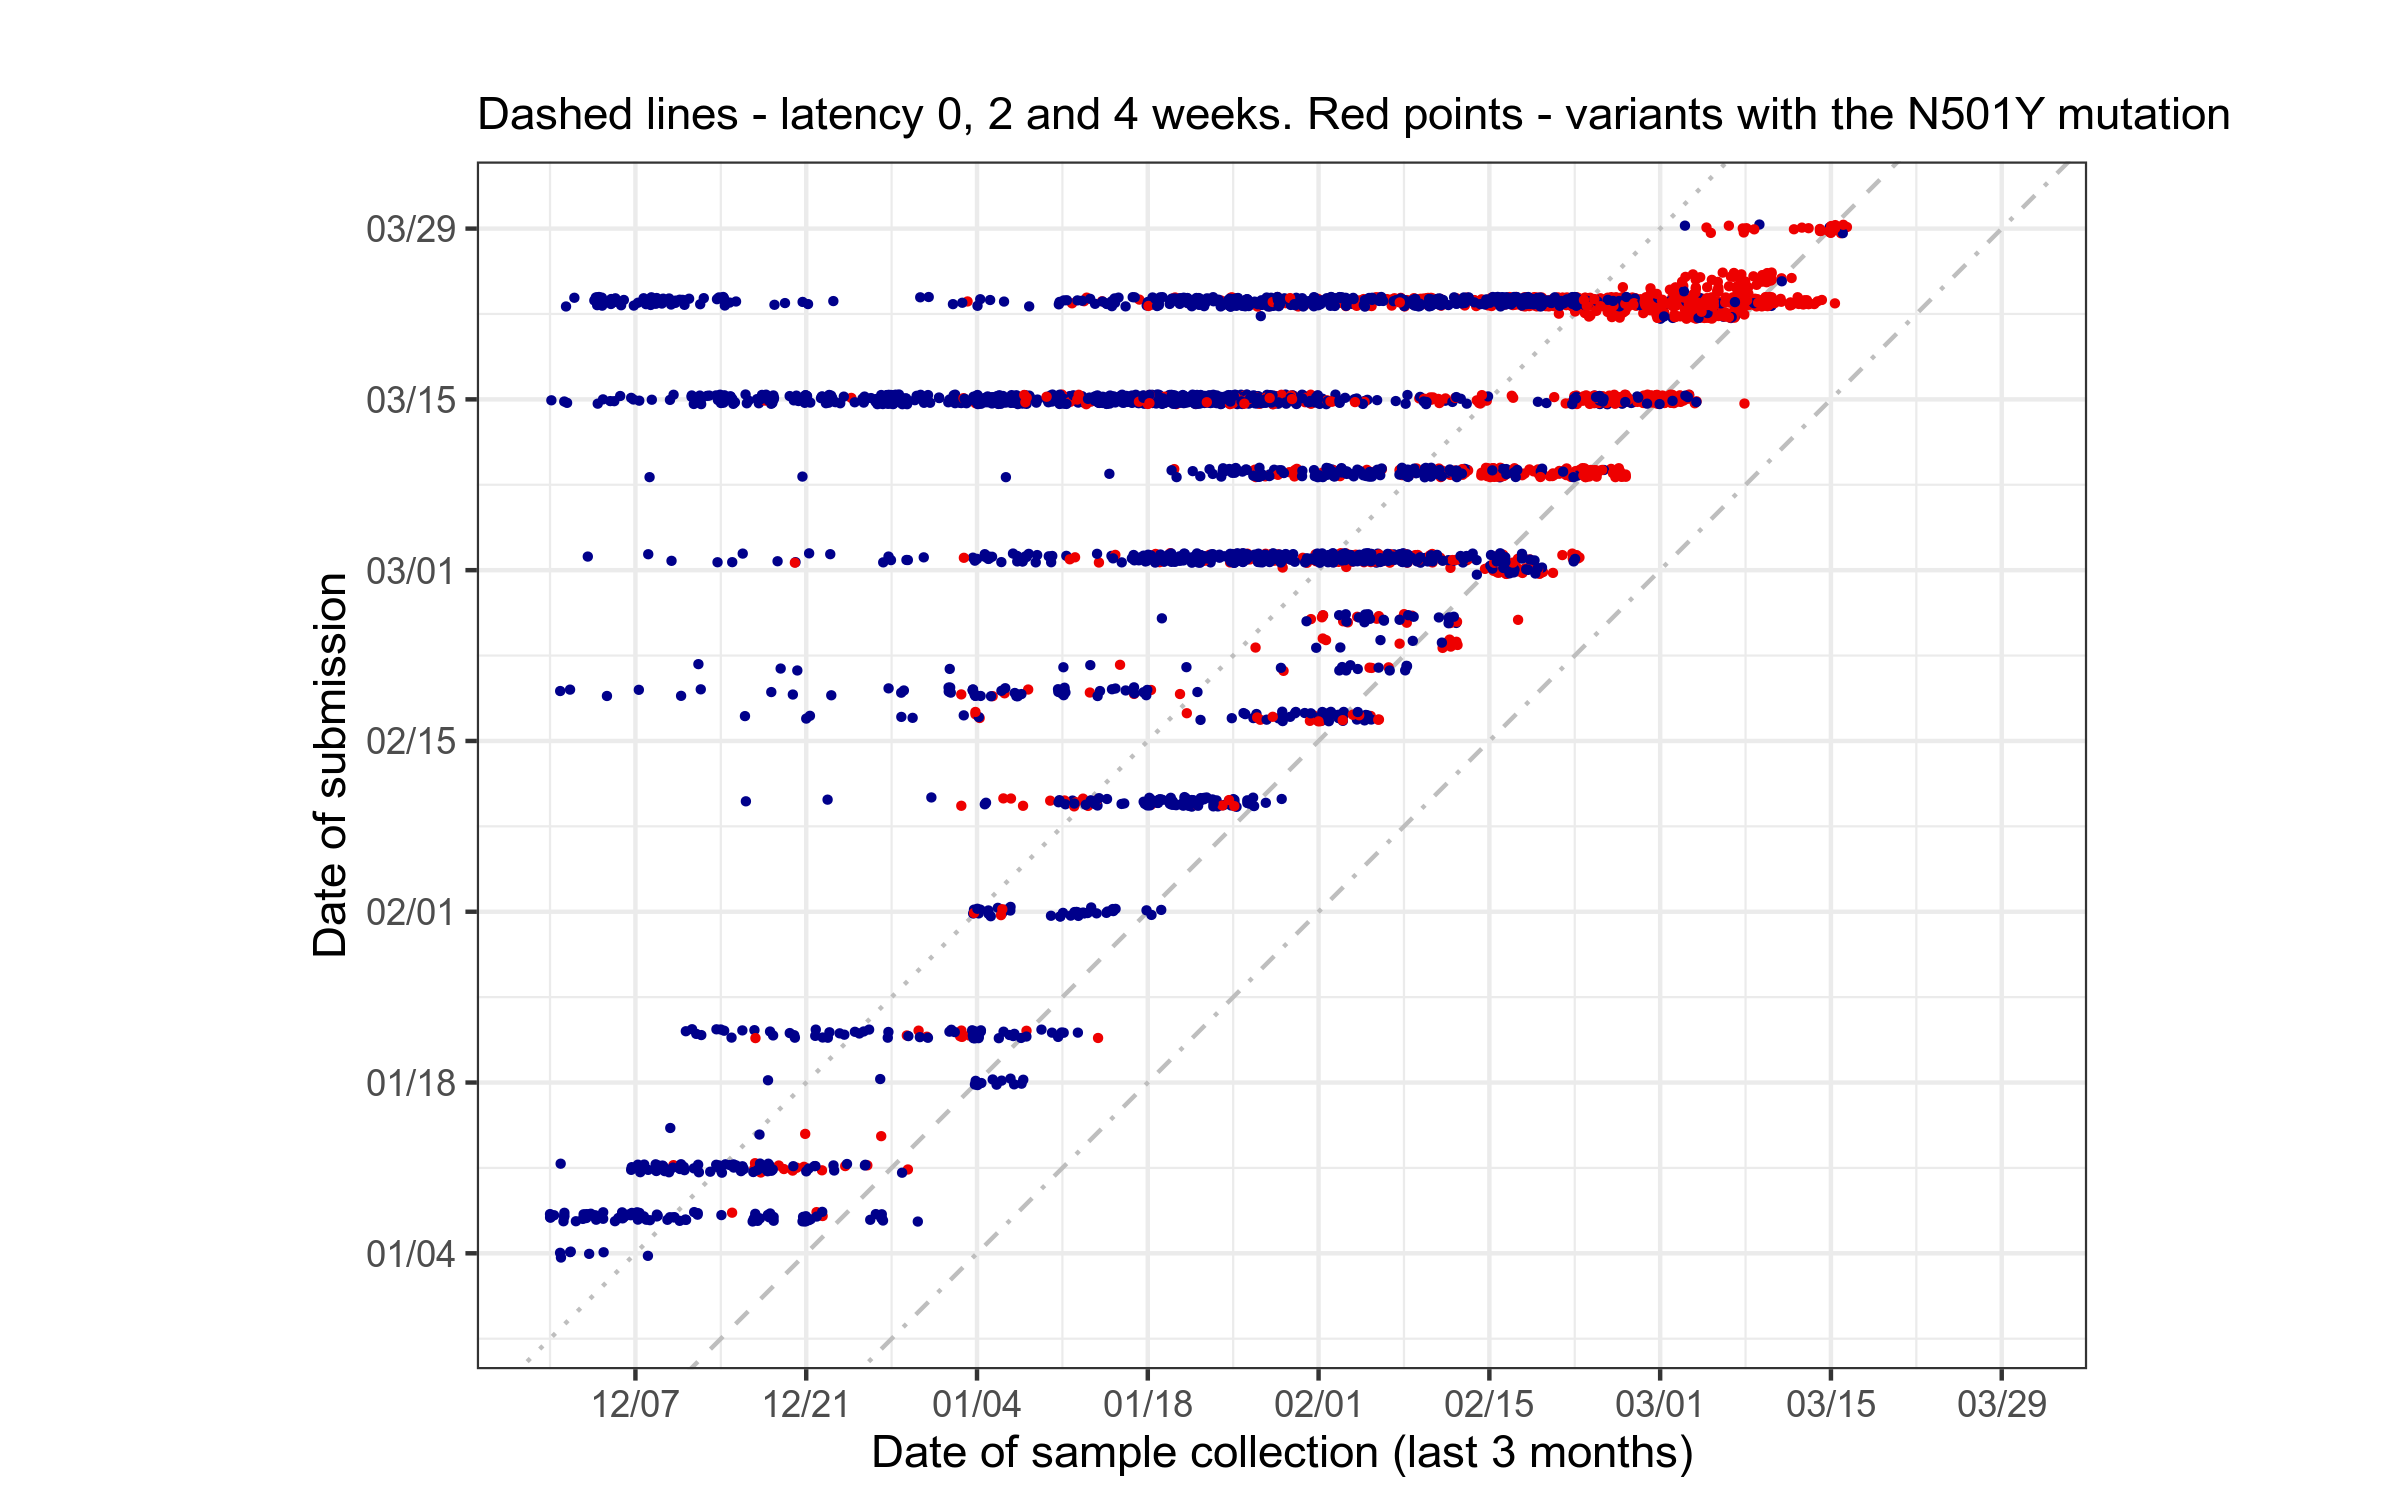 Dashed lines - latency 0, 2 and 4 weeks. Red points - variants with the N501Y mutation
Date of submission
03/29
03/15
03/01
02/15
02/01
01/18
01/04
12/07 12/21 01/04 01/18 02/01 02/15 03/01 03/15 03/29
Date of sample collection (last 3 months)